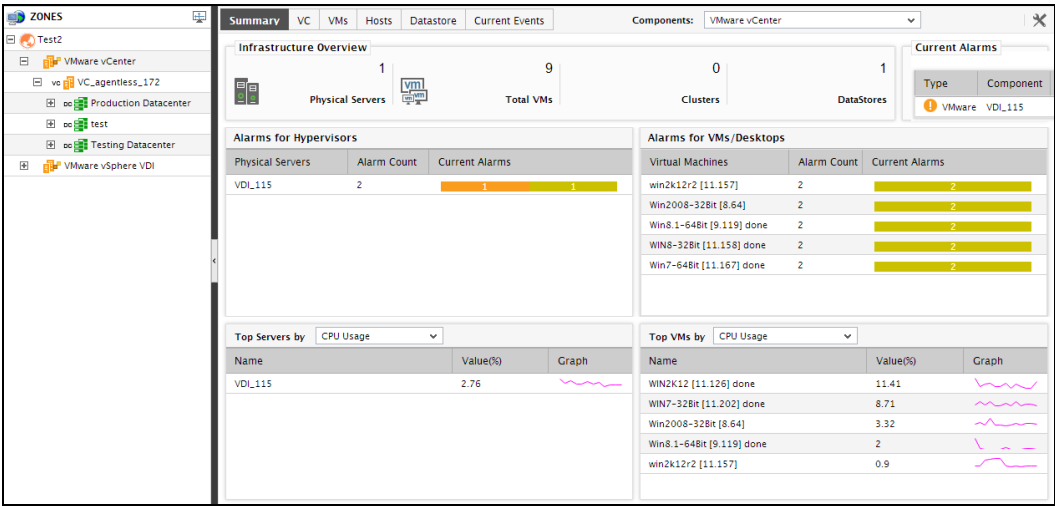 ZONES
Test2
VMware vCenter
VC VC_agentless_172
DC Production Datacenter
DC test
DC Testing Datacenter
VMware vSphere VDI
Summary VC VMs Hosts Datastore Current Events Components: VMware vCenter
Infrastructure Overview
1
Physical Servers
vm
vm
9
Total VMs
0
Clusters
1
DataStores
Current Alarms
Type Component
VMware VDI_115
Alarms for Hypervisors
Physical Servers Alarm Count Current Alarms
VDI_115 2 1 1
Alarms for VMs/Desktops
Virtual Machines Alarm Count Current Alarms
win2k12r2 [11.157] 2 2
Win2008-32Bit [8.64] 2 2
Win8.1-64Bit [9.119] done 2 2
WIN8-32Bit [11.158] done 2 2
Win7-64Bit [11.167] done 2 2
Top Servers by CPU Usage
Name Value(%) Graph
VDI_115 2.76
Top VMs by CPU Usage
Name Value(%) Graph
WIN2K12 [11.126] done 11.41
WIN7-32Bit [11.202] done 8.71
Win2008-32Bit [8.64] 3.32
Win8.1-64Bit [9.119] done 2
win2k12r2 [11.157] 0.9